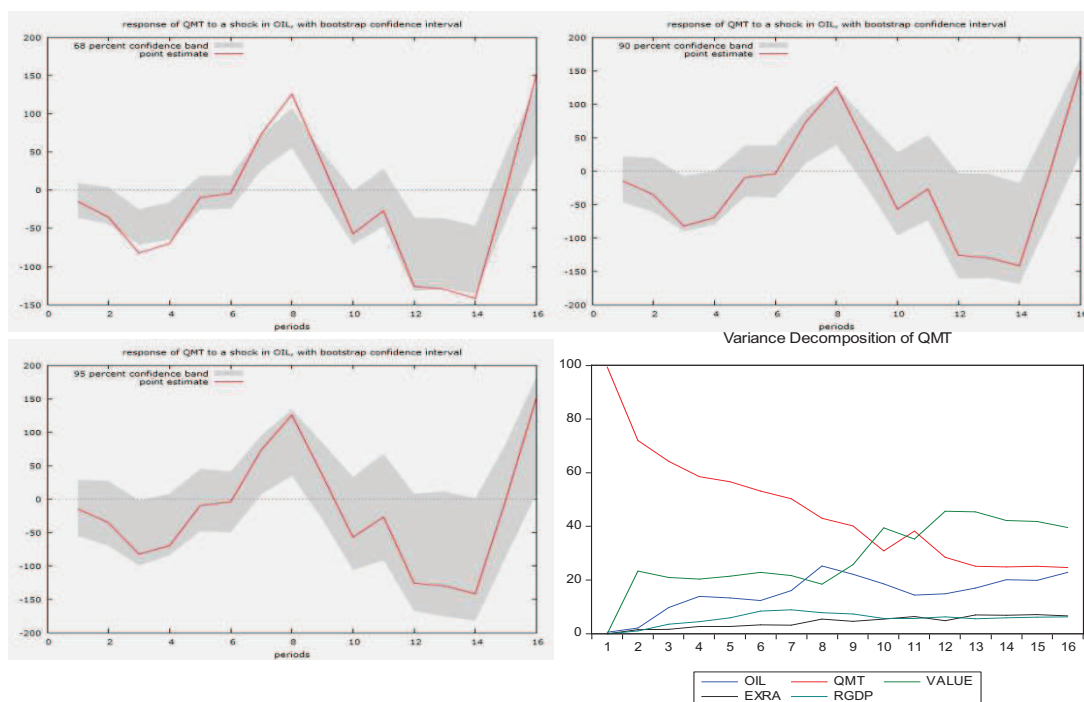 response of QMT to a shock in OIL, with bootstrap confidence interval
200
68 percent confidence band
point estimate
150
100
50
0
-50
-100
-150
0 2 4 6 8 10 12 14 16
periods
response of QMT to a shock in OIL, with bootstrap confidence interval
200
90 percent confidence band
point estimate
150
100
50
0
-50
-100
-150
-200
0 2 4 6 8 10 12 14 16
periods
response of QMT to a shock in OIL, with bootstrap confidence interval
200
95 percent confidence band
point estimate
150
100
50
0
-50
-100
-150
-200
0 2 4 6 8 10 12 14 16
periods
Variance Decomposition of QMT
100
80
60
40
20
0
1 2 3 4 5 6 7 8 9 10 11 12 13 14 15 16
OIL QMT VALUE
EXRA RGDP